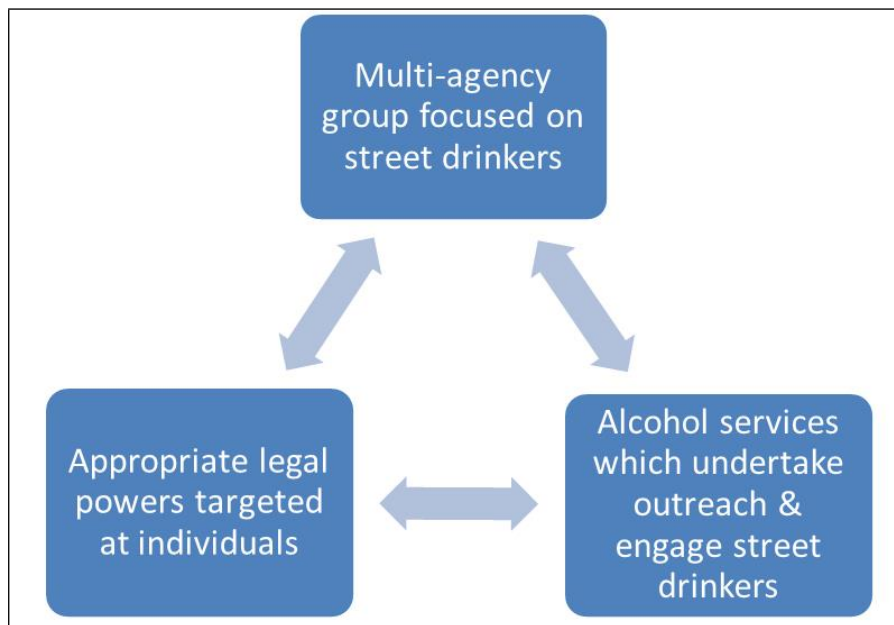 Multi-agency
group focused on
street drinkers
Appropriate legal
powers targeted
at individuals
Alcohol services
which undertake
outreach &
engage street
drinkers